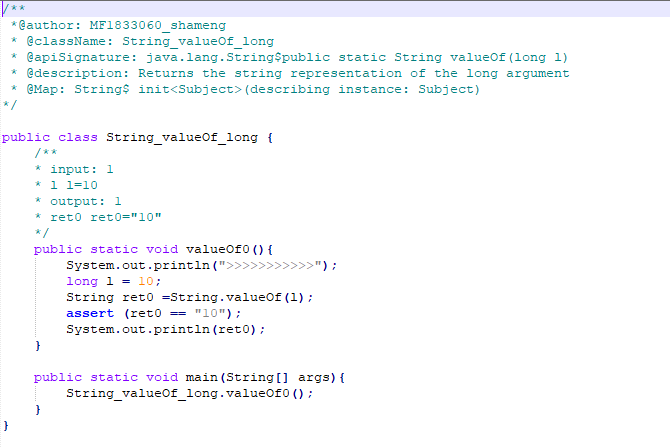 /**
 *@author: MF1833060_shameng
 * @className: String_valueOf_long
 * @apiSignature: java.lang.String$public static String valueOf(long l)
 * @description: Returns the string representation of the long argument
 * @Map: String$ init<Subject>(describing instance: Subject)
*/

public class String_valueOf_long {
    /**
    * input: 1
    * l l=10
    * output: 1
    * ret0 ret0="10"
    */
    public static void valueOf0(){
        System.out.println(">>>>>>>>>>>");
        long l = 10;
        String ret0 =String.valueOf(l);
        assert (ret0 == "10");
        System.out.println(ret0);
    }

    public static void main(String[] args){
        String_valueOf_long.valueOf0();
    }
}